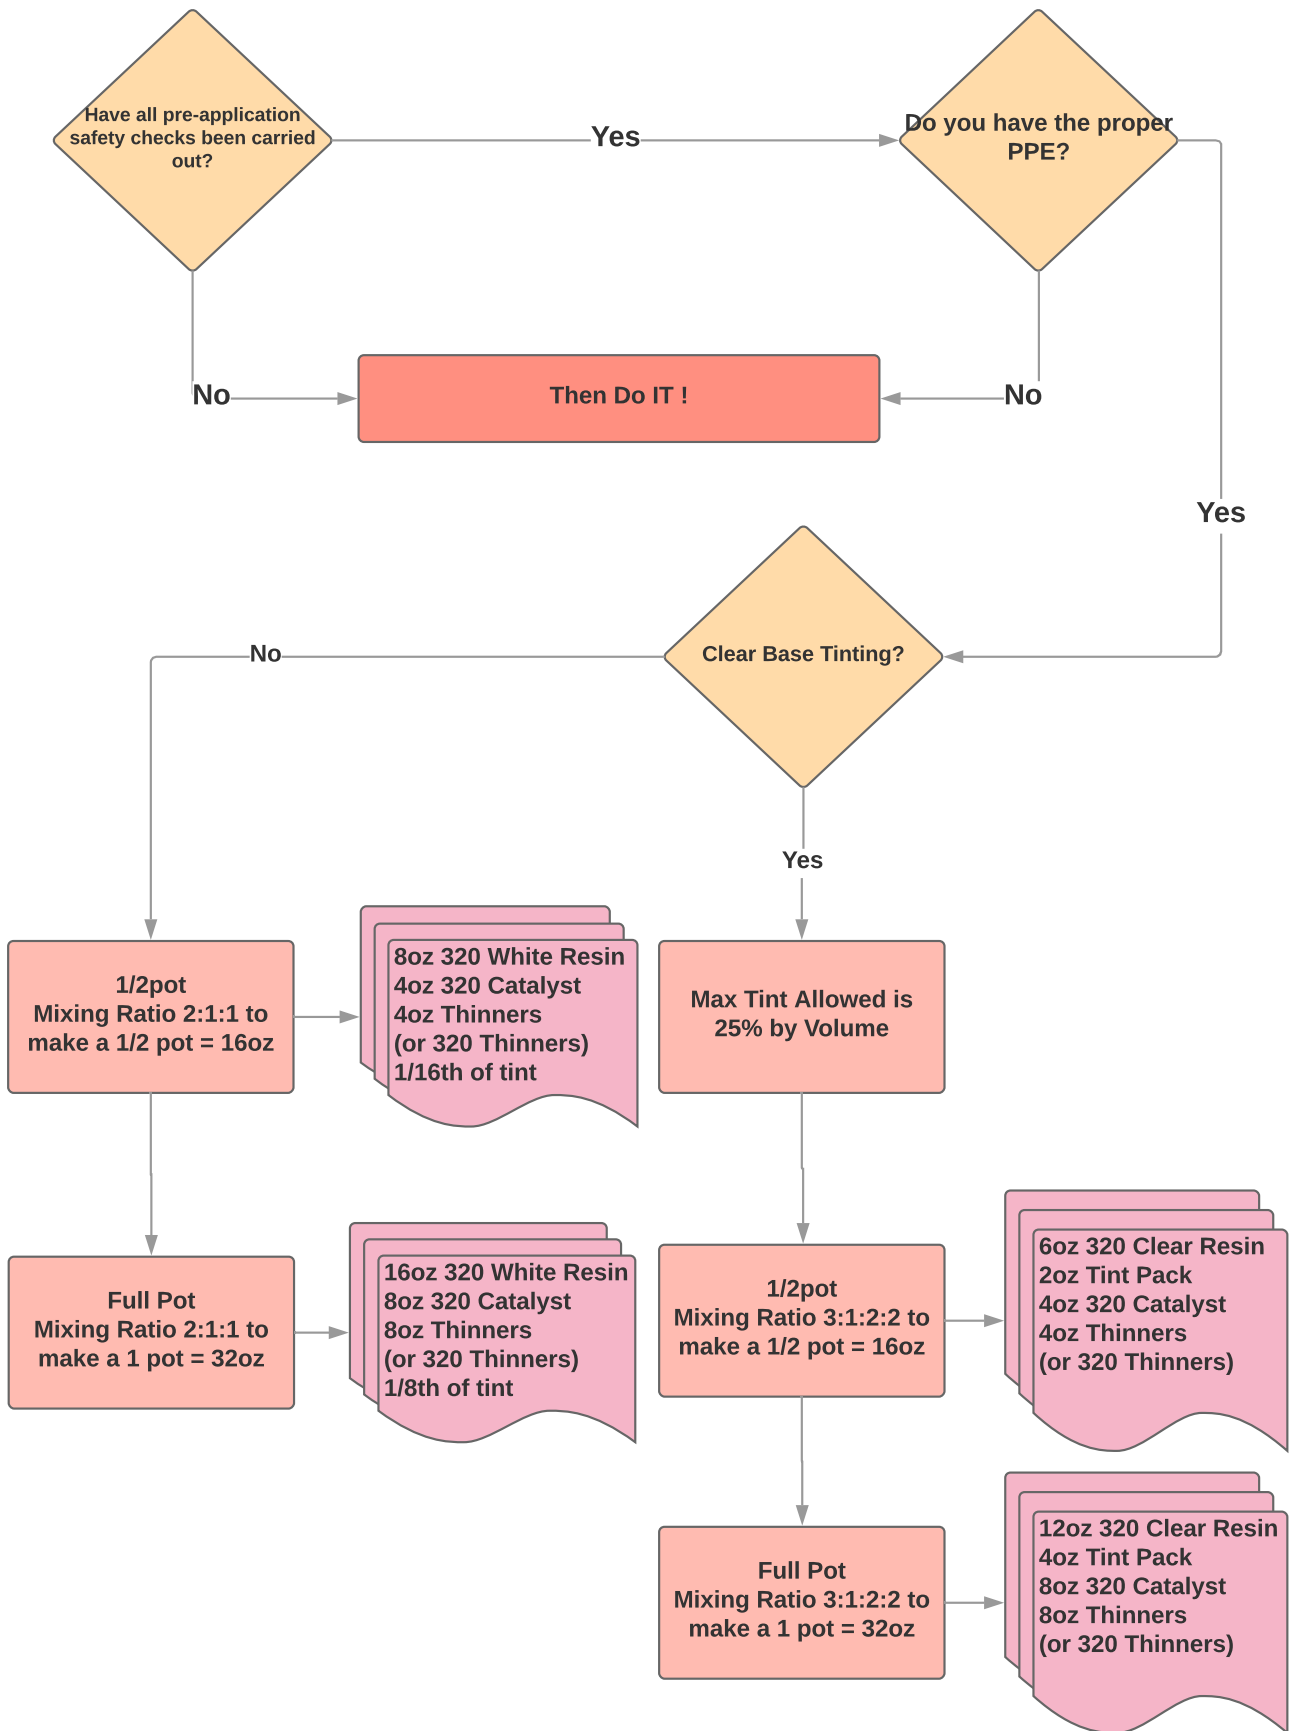 Have all pre-application
safety checks been carried
out?
Yes
Do you have the proper
PPE?
No
Then Do IT !
No
Yes
Clear Base Tinting?
No
Yes
1/2pot
Mixing Ratio 2:1:1 to
make a 1/2 pot = 16oz
8oz 320 White Resin
4oz 320 Catalyst
4oz Thinners
(or 320 Thinners)
1/16th of tint
Max Tint Allowed is
25% by Volume
Full Pot
Mixing Ratio 2:1:1 to
make a 1 pot = 32oz
16oz 320 White Resin
8oz 320 Catalyst
8oz Thinners
(or 320 Thinners)
1/8th of tint
1/2pot
Mixing Ratio 3:1:2:2 to
make a 1/2 pot = 16oz
6oz 320 Clear Resin
2oz Tint Pack
4oz 320 Catalyst
4oz Thinners
(or 320 Thinners)
Full Pot
Mixing Ratio 3:1:2:2 to
make a 1 pot = 32oz
12oz 320 Clear Resin
4oz Tint Pack
8oz 320 Catalyst
8oz Thinners
(or 320 Thinners)